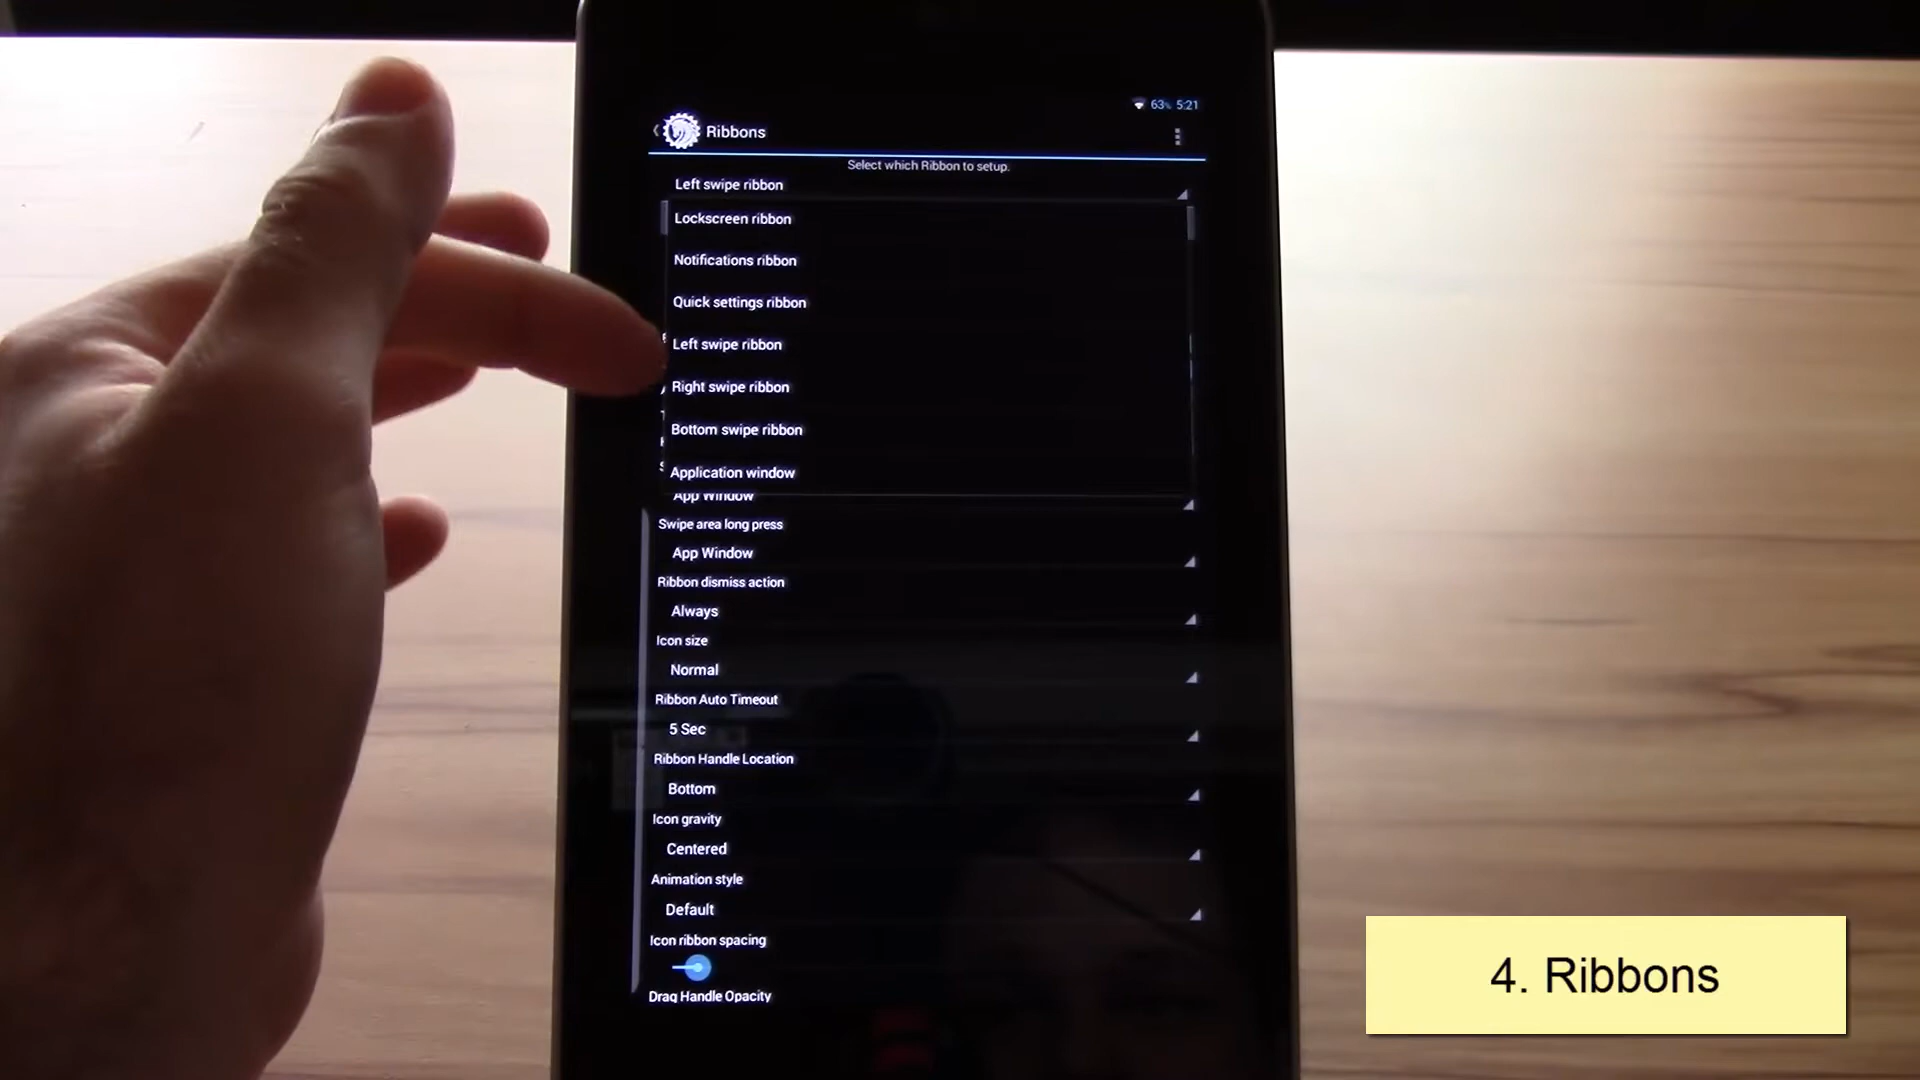 63% 5:21
Ribbons
Select which Ribbon to setup.
Left swipe ribbon
Lockscreen ribbon
Notifications ribbon
Quick settings ribbon
Left swipe ribbon
Right swipe ribbon
Bottom swipe ribbon
Application window
App Window
Swipe area long press
App Window
Ribbon dismiss action
Always
Icon size
Normal
Ribbon Auto Timeout
5 Sec
Ribbon Handle Location
Bottom
Icon gravity
Centered
Animation style
Default
Icon ribbon spacing
Drag Handle Opacity
4. Ribbons